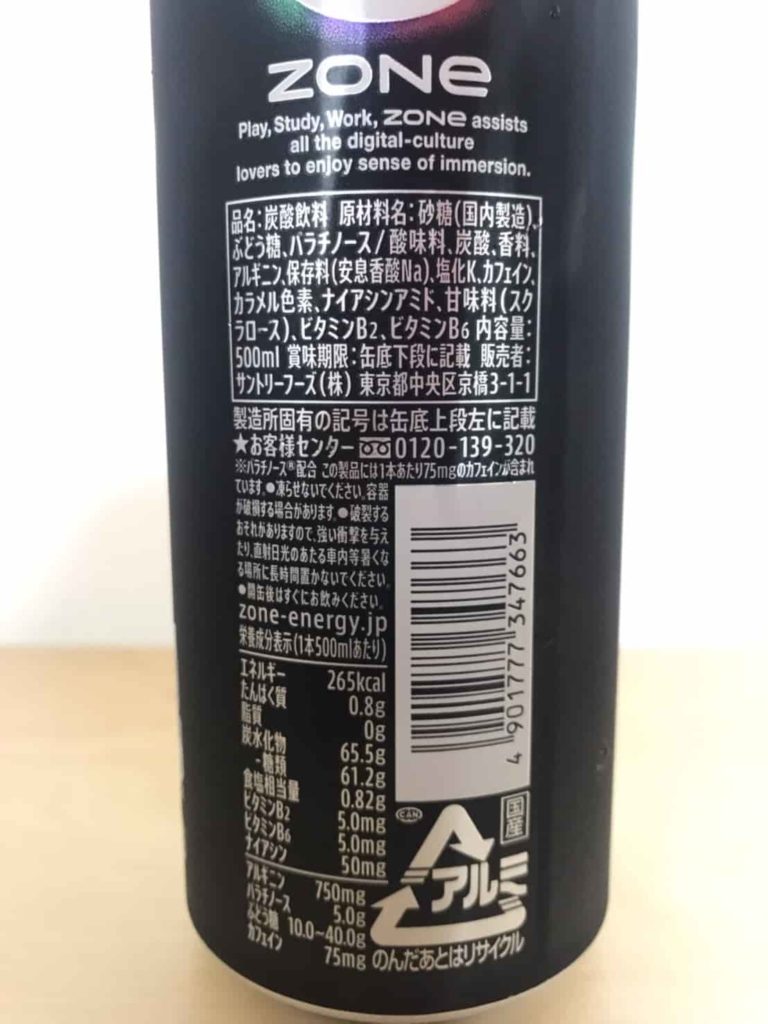 ZONe
Play, Study, Work, ZONe assists
all the digital-culture
lovers to enjoy sense of immersion.
品名:炭酸飲料 原材料名:砂糖(国内製造)、
ぶどう糖、パラチノース/酸味料、炭酸、香料、
アルギニン、保存料(安息香酸Na)、塩化K、カフェイン、
カラメル色素、ナイアシンアミド、甘味料(スク
ラロース)、ビタミンB2、ビタミンB6 内容量:
500ml 賞味期限:缶底下段に記載 販売者:
サントリーフーズ(株) 東京都中央区京橋3-1-1
製造所固有の記号は缶底上段左に記載
★お客様センター 0120-139-320
※パラチノース®配合 この製品には1本あたり75mgのカフェインが含まれ
ています。●凍らせないでください。容器
が破損する場合があります。●破裂する
おそれがありますので、強い衝撃を与え
たり、直射日光のあたる車内等暑くな
る場所に長時間置かないでください。
●開缶後はすぐにお飲みください。
zone-energy.jp
栄養成分表示(1本500mlあたり)
エネルギー 265kcal
たんぱく質 0.8g
脂質 0g
炭水化物 65.5g
-糖類 61.2g
食塩相当量 0.82g
ビタミンB2 5.0mg
ビタミンB6 5.0mg
ナイアシン 50mg
アルギニン 750mg
パラチノース 5.0g
ぶどう糖 10.0~40.0g
カフェイン 75mg
4 901777 347663
国産
CAN
アルミ
のんだあとはリサイクル